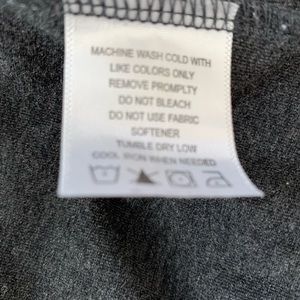 MACHINE WASH COLD WITH
LIKE COLORS ONLY
REMOVE PROMPLTY
DO NOT BLEACH
DO NOT USE FABRIC
SOFTENER
TUMBLE DRY LOW
COOL IRON WHEN NEEDED